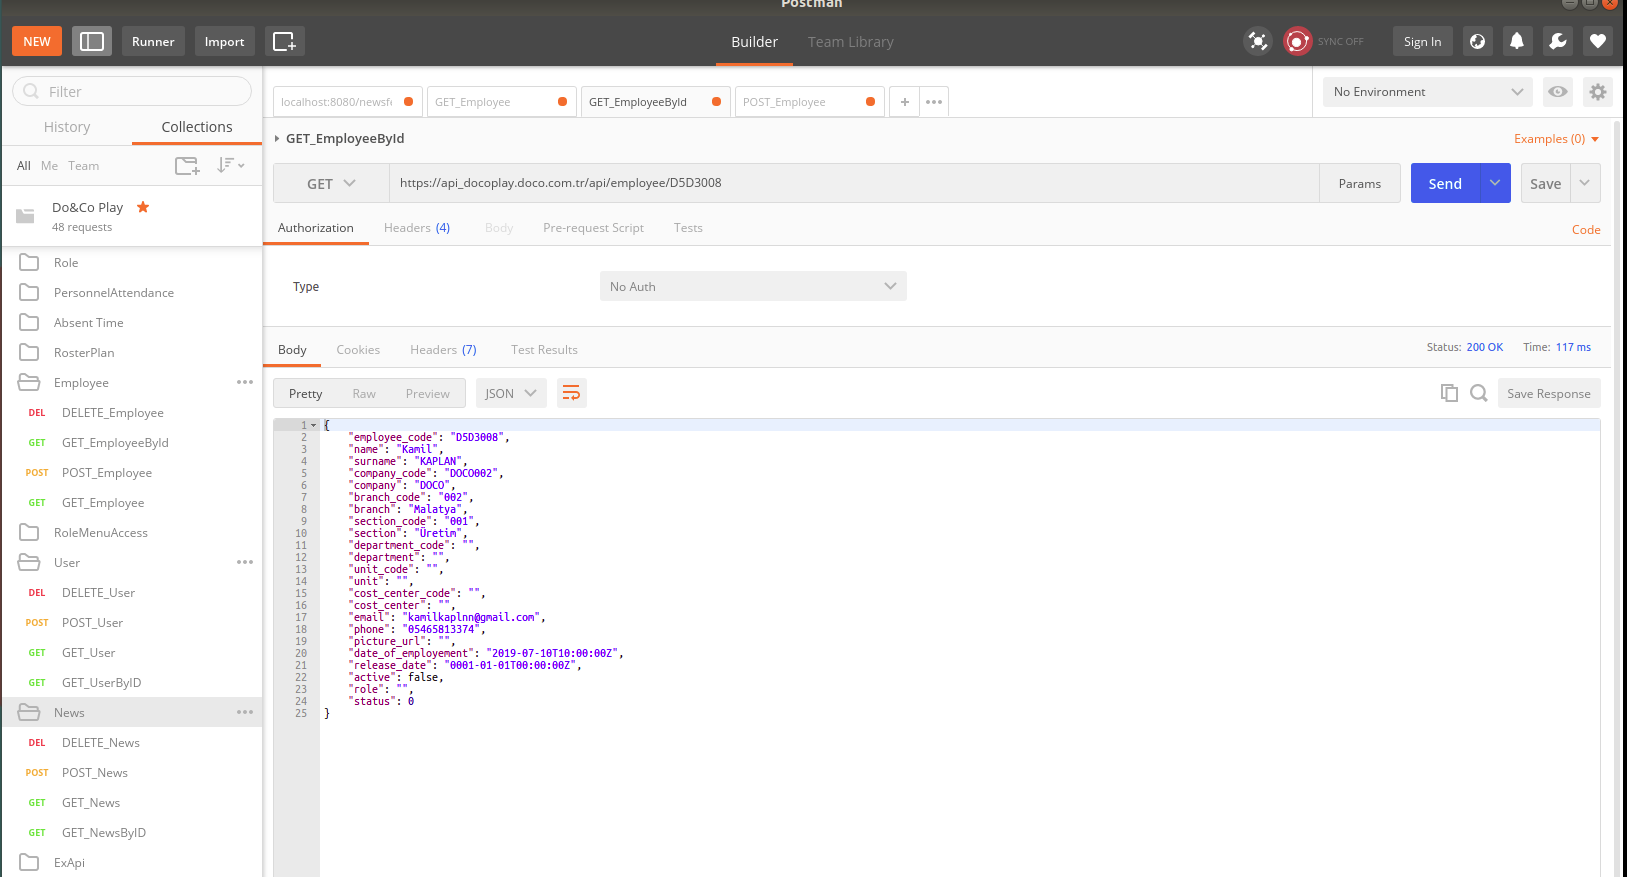 Postman
NEW
Runner
Import
Builder
Team Library
SYNC OFF
Sign In
Filter
History
Collections
All Me Team
Do&Co Play
48 requests
Role
PersonnelAttendance
Absent Time
RosterPlan
Employee
DEL DELETE_Employee
GET GET_EmployeeById
POST POST_Employee
GET GET_Employee
RoleMenuAccess
User
DEL DELETE_User
POST POST_User
GET GET_User
GET GET_UserByID
News
DEL DELETE_News
POST POST_News
GET GET_News
GET GET_NewsByID
ExApi
localhost:8080/newsf
GET_Employee
GET_EmployeeById
POST_Employee
No Environment
GET_EmployeeById
Examples (0)
GET
https://api_docoplay.doco.com.tr/api/employee/D5D3008
Params
Send
Save
Authorization
Headers (4)
Body
Pre-request Script
Tests
Code
Type
No Auth
Body
Cookies
Headers (7)
Test Results
Status: 200 OK
Time: 117 ms
Pretty
Raw
Preview
JSON
Save Response
1 {
2 "employee_code": "D5D3008",
3 "name": "Kamil",
4 "surname": "KAPLAN",
5 "company_code": "DOCO002",
6 "company": "DOCO",
7 "branch_code": "002",
8 "branch": "Malatya",
9 "section_code": "001",
10 "section": "Üretim",
11 "department_code": "",
12 "department": "",
13 "unit_code": "",
14 "unit": "",
15 "cost_center_code": "",
16 "cost_center": "",
17 "email": "kamilkaplnn@gmail.com",
18 "phone": "05465813374",
19 "picture_url": "",
20 "date_of_employement": "2019-07-10T10:00:00Z",
21 "release_date": "0001-01-01T00:00:00Z",
22 "active": false,
23 "role": "",
24 "status": 0
25 }